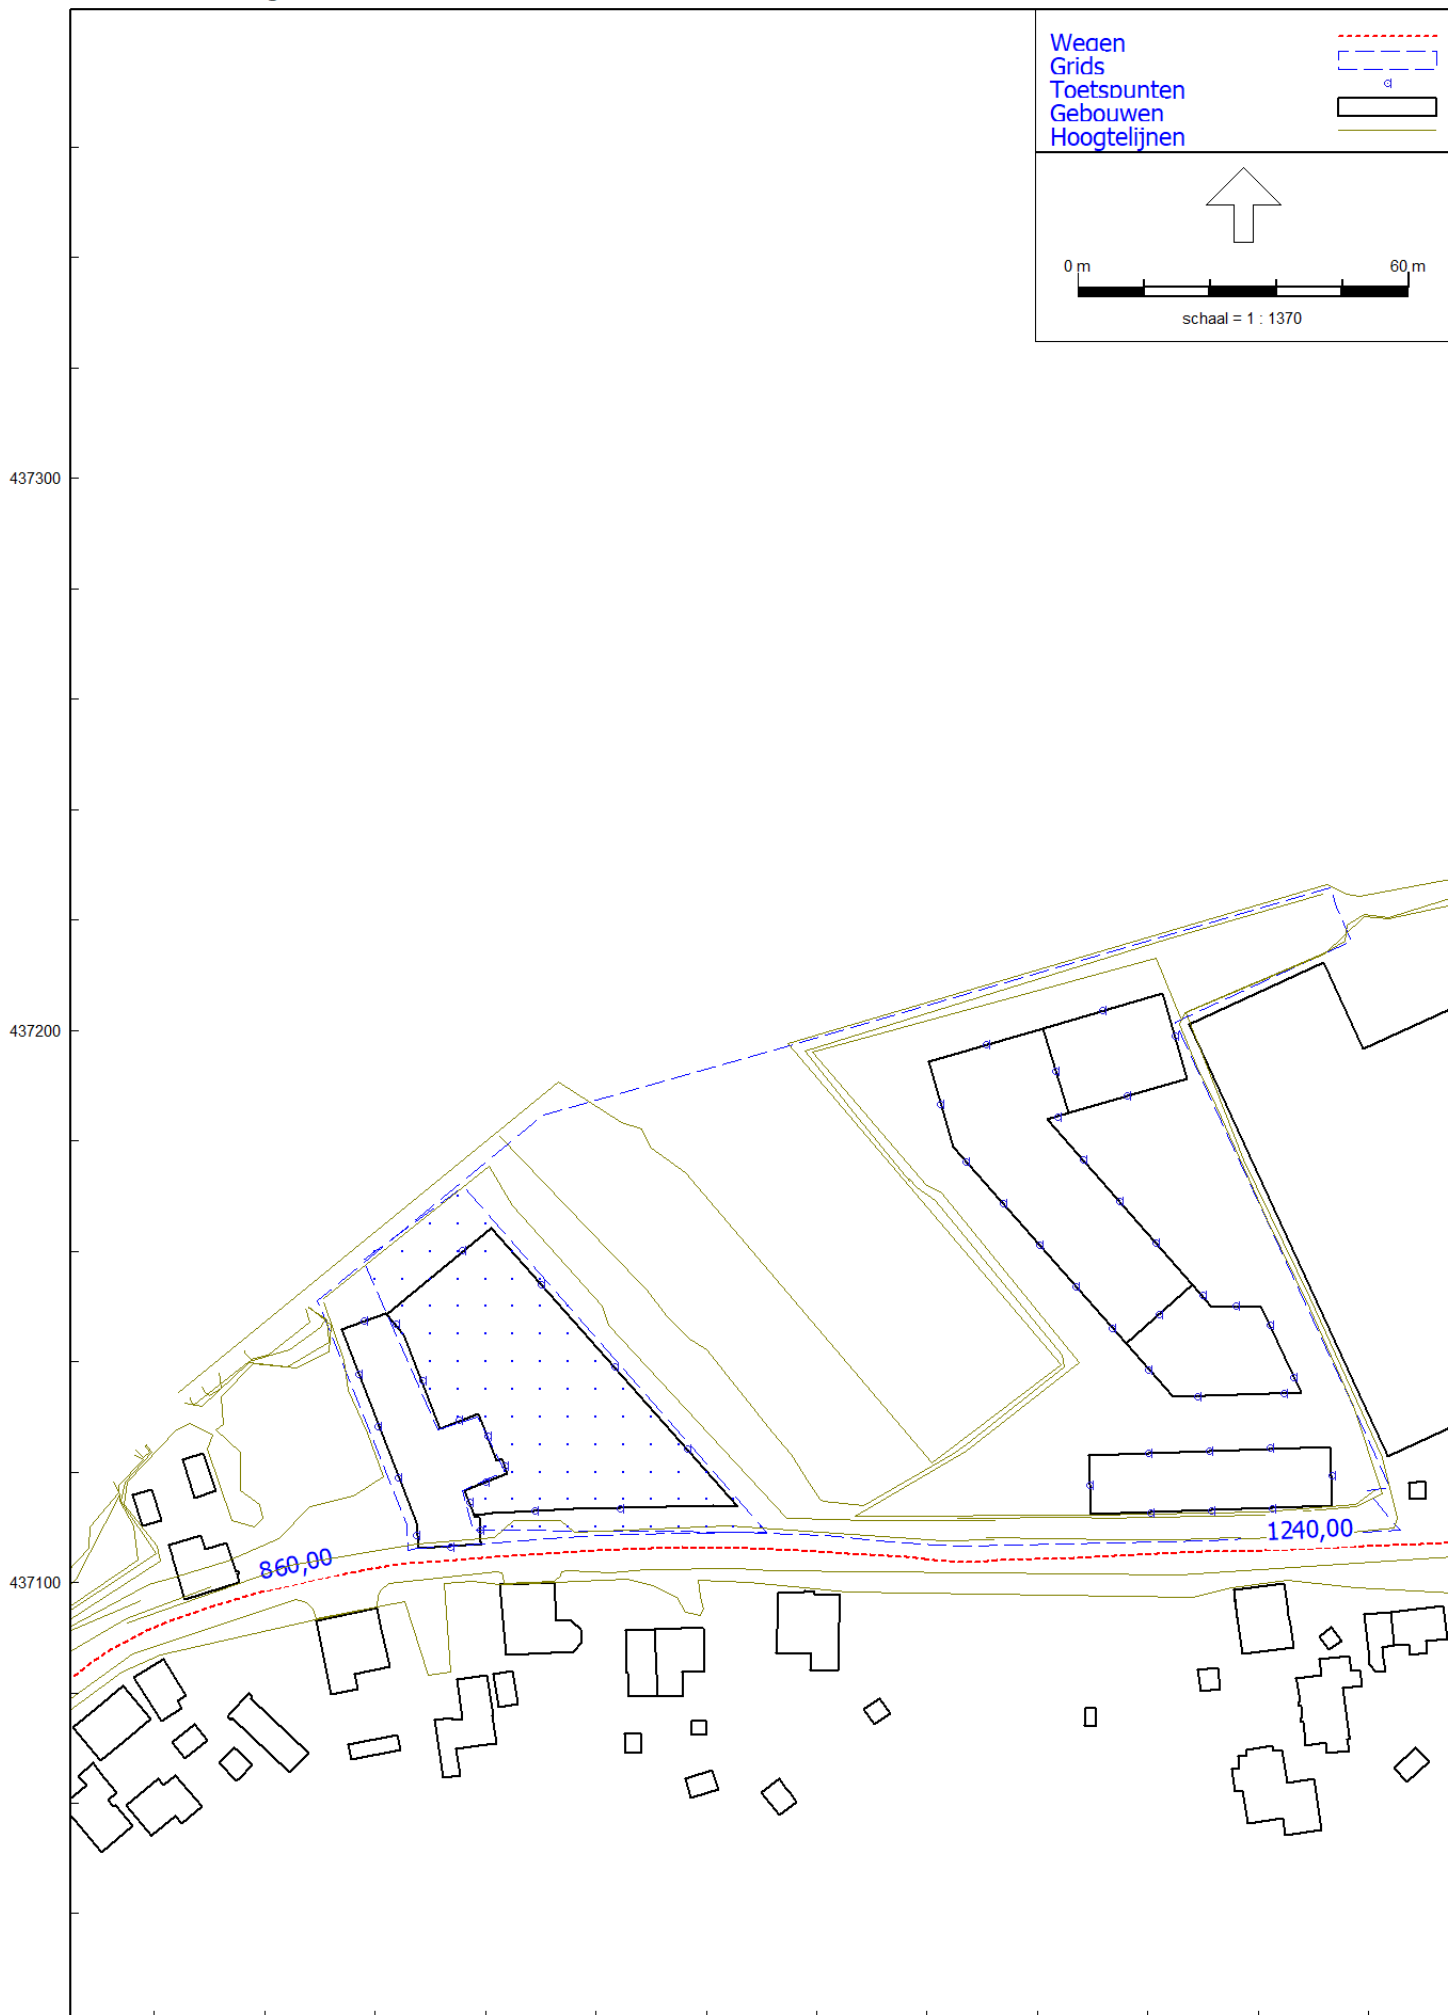 Wegen
Grids
Toetspunten
Gebouwen
Hoogtelijnen
0 m 60 m
schaal = 1 : 1370
437300
437200
437100
860,00
1240,00